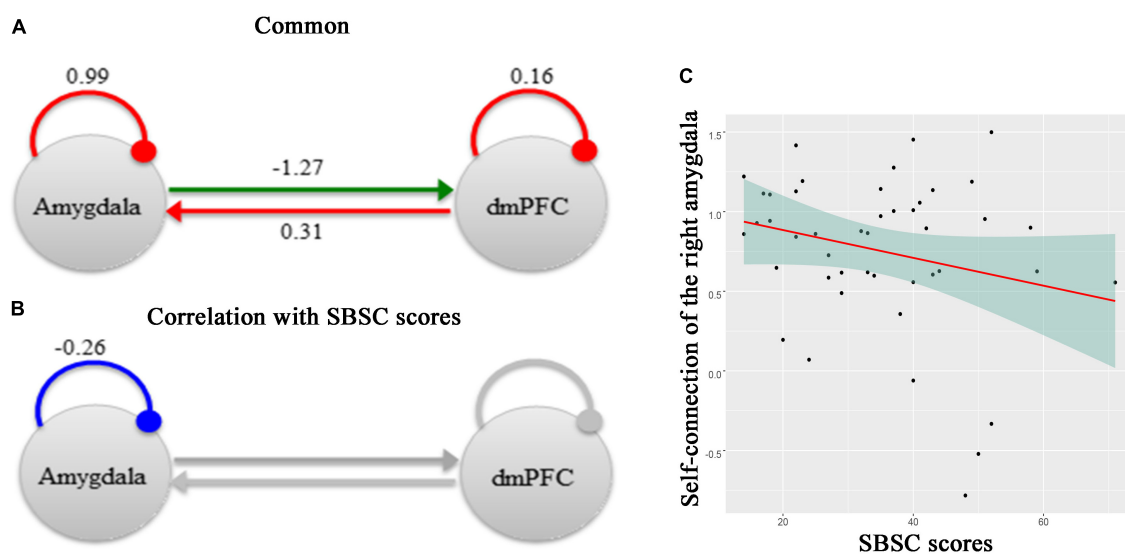 A
Common
0.99
0.16
-1.27
Amygdala
dmPFC
0.31
B
Correlation with SBSC scores
-0.26
Amygdala
dmPFC
C
Self-connection of the right amygdala
1.5
1.0
0.5
0.0
-0.5
20 40 60
SBSC scores